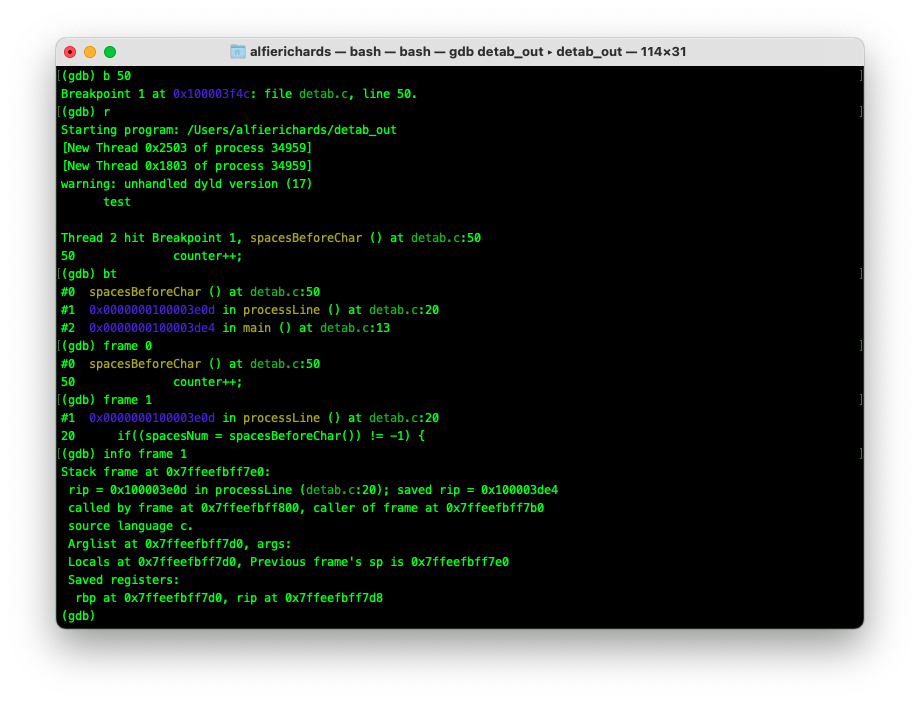 alfierichards — bash — bash — gdb detab_out ▸ detab_out — 114×31
[(gdb) b 50 ]
Breakpoint 1 at 0x100003f4c: file detab.c, line 50.
[(gdb) r ]
Starting program: /Users/alfierichards/detab_out
[New Thread 0x2503 of process 34959]
[New Thread 0x1803 of process 34959]
warning: unhandled dyld version (17)
      test
Thread 2 hit Breakpoint 1, spacesBeforeChar () at detab.c:50
50              counter++;
[(gdb) bt ]
#0  spacesBeforeChar () at detab.c:50
#1  0x0000000100003e0d in processLine () at detab.c:20
#2  0x0000000100003de4 in main () at detab.c:13
[(gdb) frame 0 ]
#0  spacesBeforeChar () at detab.c:50
50              counter++;
[(gdb) frame 1 ]
#1  0x0000000100003e0d in processLine () at detab.c:20
20      if((spacesNum = spacesBeforeChar()) != -1) {
[(gdb) info frame 1 ]
Stack frame at 0x7ffeefbff7e0:
 rip = 0x100003e0d in processLine (detab.c:20); saved rip = 0x100003de4
 called by frame at 0x7ffeefbff800, caller of frame at 0x7ffeefbff7b0
 source language c.
 Arglist at 0x7ffeefbff7d0, args:
 Locals at 0x7ffeefbff7d0, Previous frame's sp is 0x7ffeefbff7e0
 Saved registers:
  rbp at 0x7ffeefbff7d0, rip at 0x7ffeefbff7d8
(gdb)